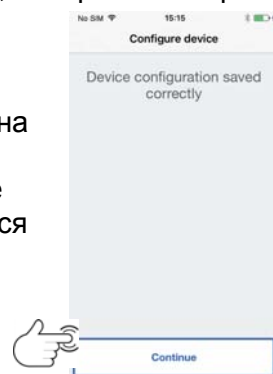 No SIM 15:15
Configure device
Device configuration saved
correctly
на
е
ся
Continue